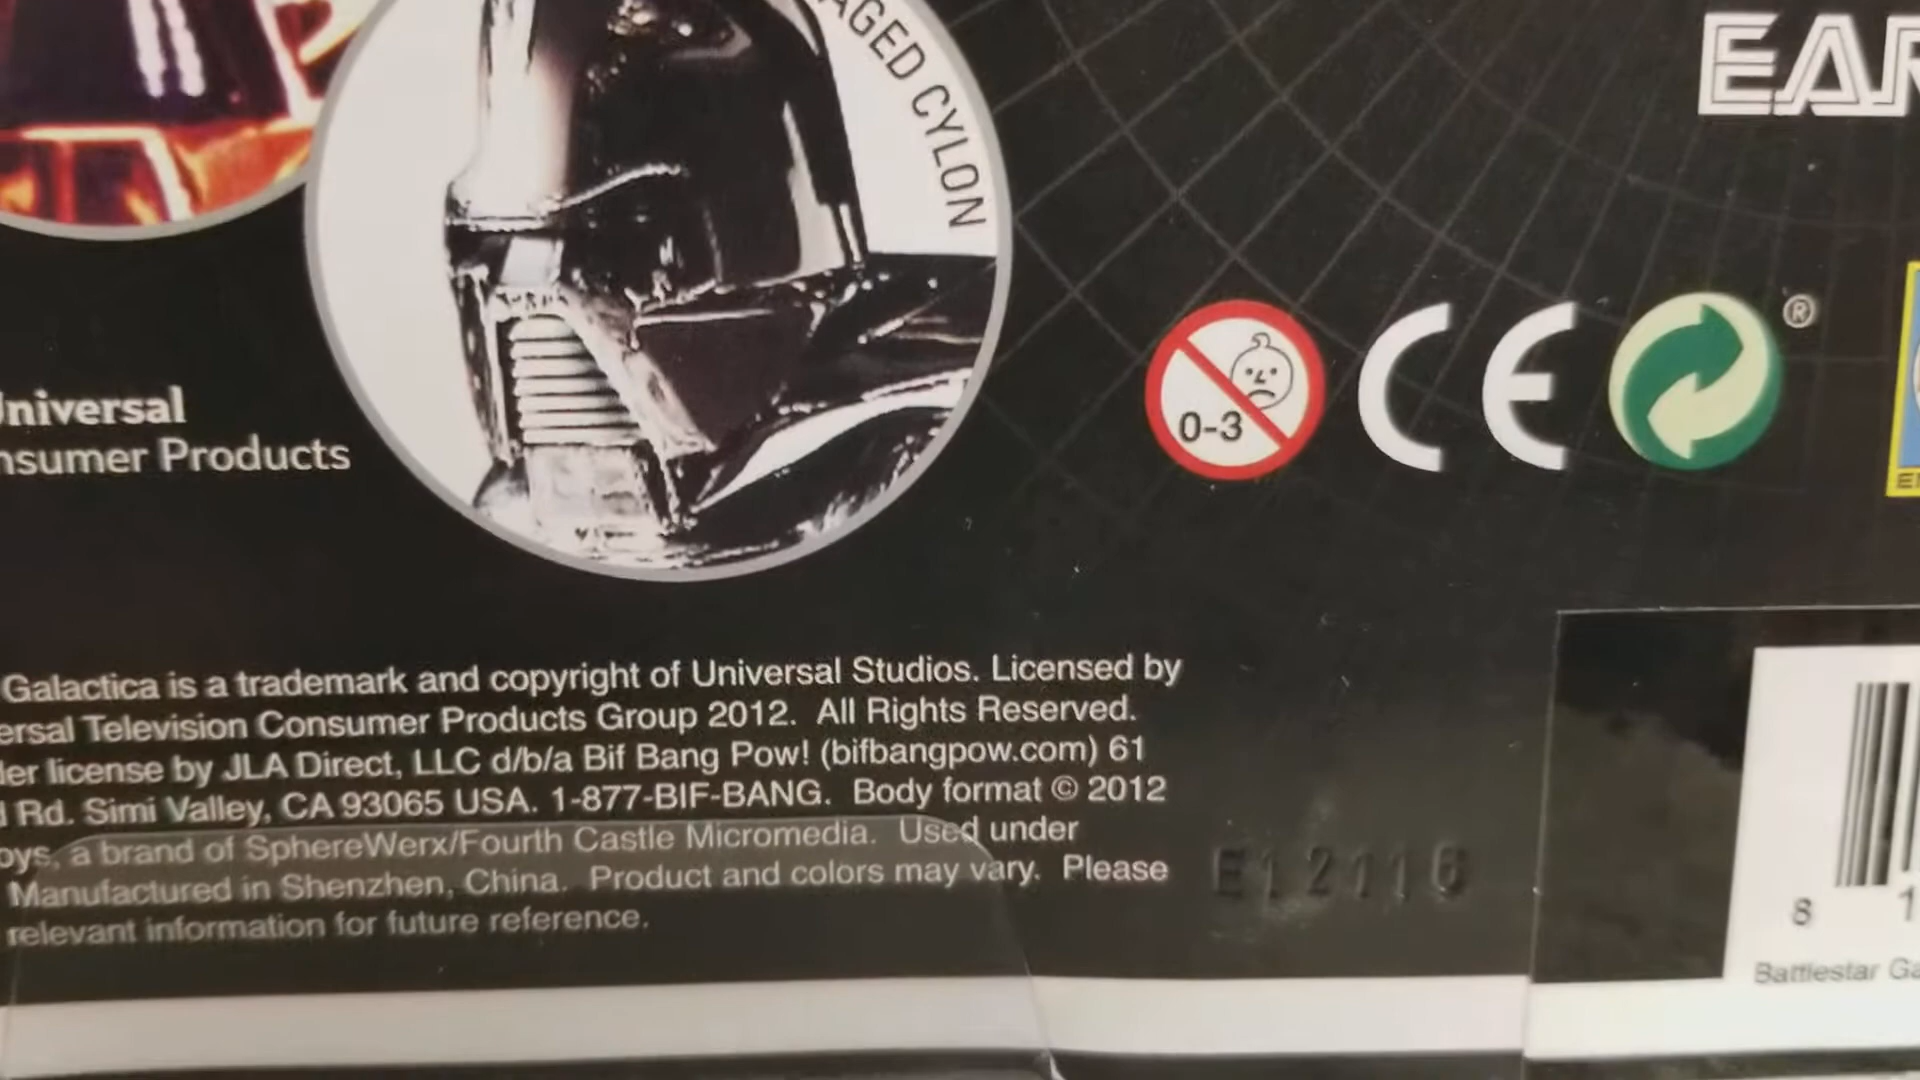 AGED CYLON
EAR
Universal
nsumer Products
0-3
CE
®
Galactica is a trademark and copyright of Universal Studios. Licensed by
ersal Television Consumer Products Group 2012. All Rights Reserved.
der license by JLA Direct, LLC d/b/a Bif Bang Pow! (bifbangpow.com) 61
d Rd. Simi Valley, CA 93065 USA. 1-877-BIF-BANG. Body format © 2012
oys, a brand of SphereWerx/Fourth Castle Micromedia. Used under
Manufactured in Shenzhen, China. Product and colors may vary. Please
relevant information for future reference.
E12116
8 1
Battlestar Ga